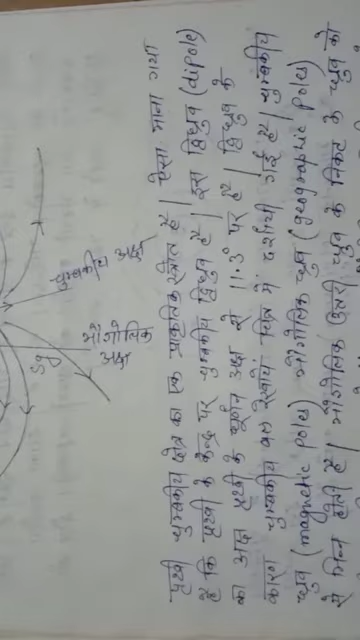 चुम्बकीय अक्ष
भौगोलिक
अक्ष
Sg
पृथ्वी चुम्बकीय क्षेत्र का एक प्राकृतिक स्रोत है। ऐसा माना गया
है कि पृथ्वी के केन्द्र पर चुम्बकीय द्विध्रुव है। इस द्विध्रुव (dipole)
का अक्ष पृथ्वी के घूर्णन अक्ष से 11.3° पर है। द्विध्रुव के
कारण चुम्बकीय बल रेखायें चित्र में दर्शायी गई हैं। चुम्बकीय
ध्रुव (magnetic pole) भौगोलिक ध्रुव (geographic pole)
से भिन्न होती है। भौगोलिक उत्तरी ध्रुव के निकट के ध्रुव को